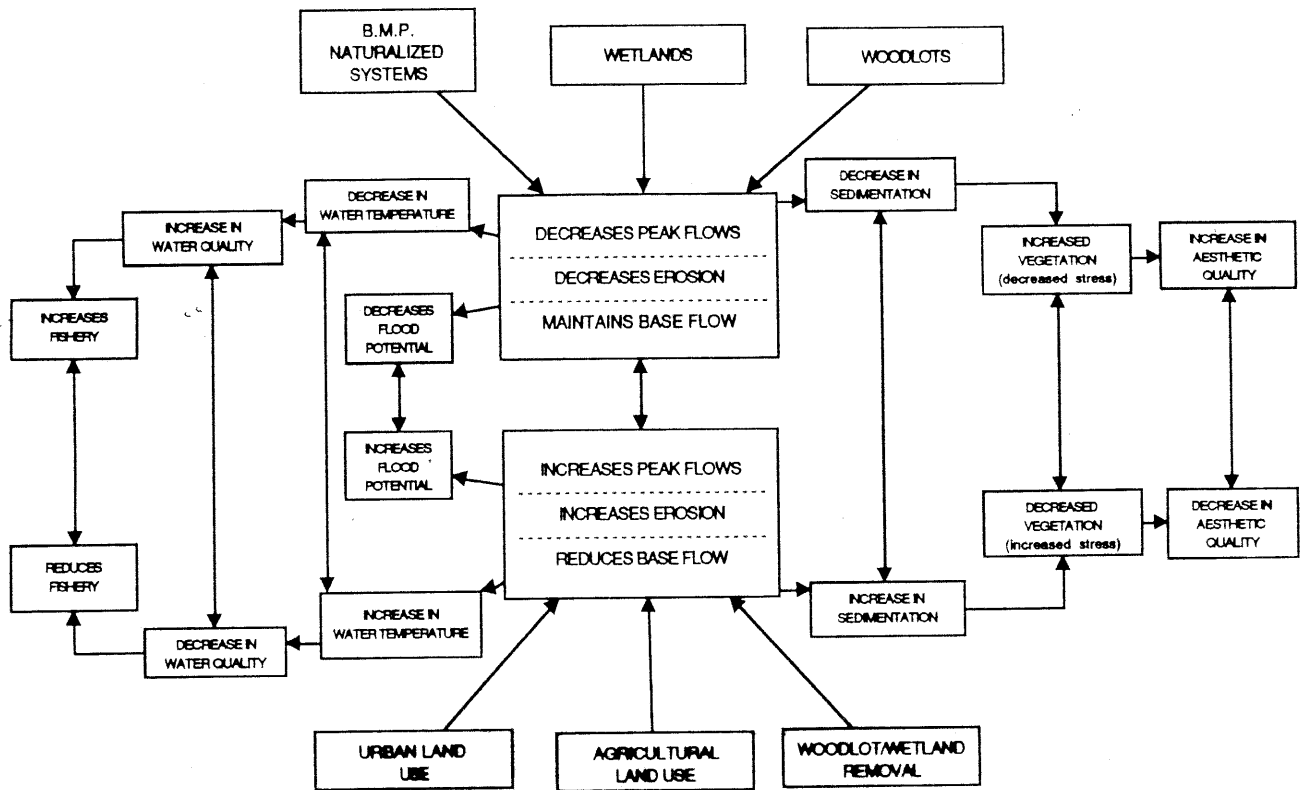 B.M.P.
NATURALIZED
SYSTEMS
WETLANDS
WOODLOTS
DECREASE IN
WATER TEMPERATURE
INCREASE IN
WATER QUALITY
INCREASES
FISHERY
DECREASES
FLOOD
POTENTIAL
DECREASES PEAK FLOWS
DECREASES EROSION
MAINTAINS BASE FLOW
DECREASE IN
SEDIMENTATION
INCREASED
VEGETATION
(decreased stress)
INCREASE IN
AESTHETIC
QUALITY
INCREASES
FLOOD
POTENTIAL
INCREASES PEAK FLOWS
INCREASES EROSION
REDUCES BASE FLOW
DECREASED
VEGETATION
(increased stress)
DECREASE IN
AESTHETIC
QUALITY
REDUCES
FISHERY
DECREASE IN
WATER QUALITY
INCREASE IN
WATER TEMPERATURE
INCREASE IN
SEDIMENTATION
URBAN LAND
USE
AGRICULTURAL
LAND USE
WOODLOT/WETLAND
REMOVAL